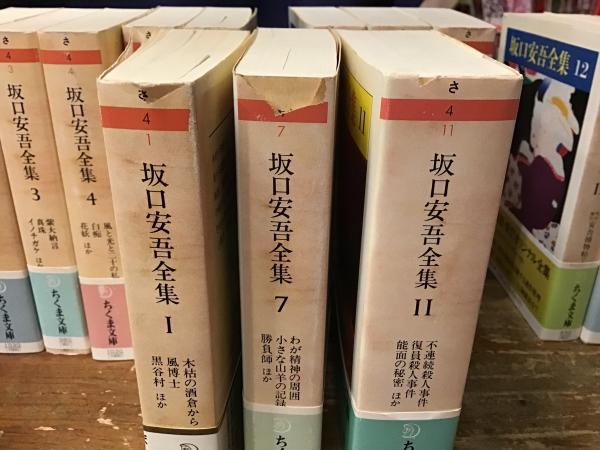 3
坂口安吾全集 3
紫大納言
真珠
イノチガケ ほか
ちくま文庫
さ
4
4
坂口安吾全集 4
風と光と二十の私
白痴
花妖 ほか
ちくま文庫
さ
4
1
坂口安吾全集 1
木枯の酒倉から
風博士
黒谷村 ほか
ち
4
7
坂口安吾全集 7
わが精神の周囲
小さな山羊の記録
勝負師 ほか
ちく
さ
4
11
坂口安吾全集 11
不連続殺人事件
復員殺人事件
能面の秘密 ほか
ち
坂口安吾全集 12